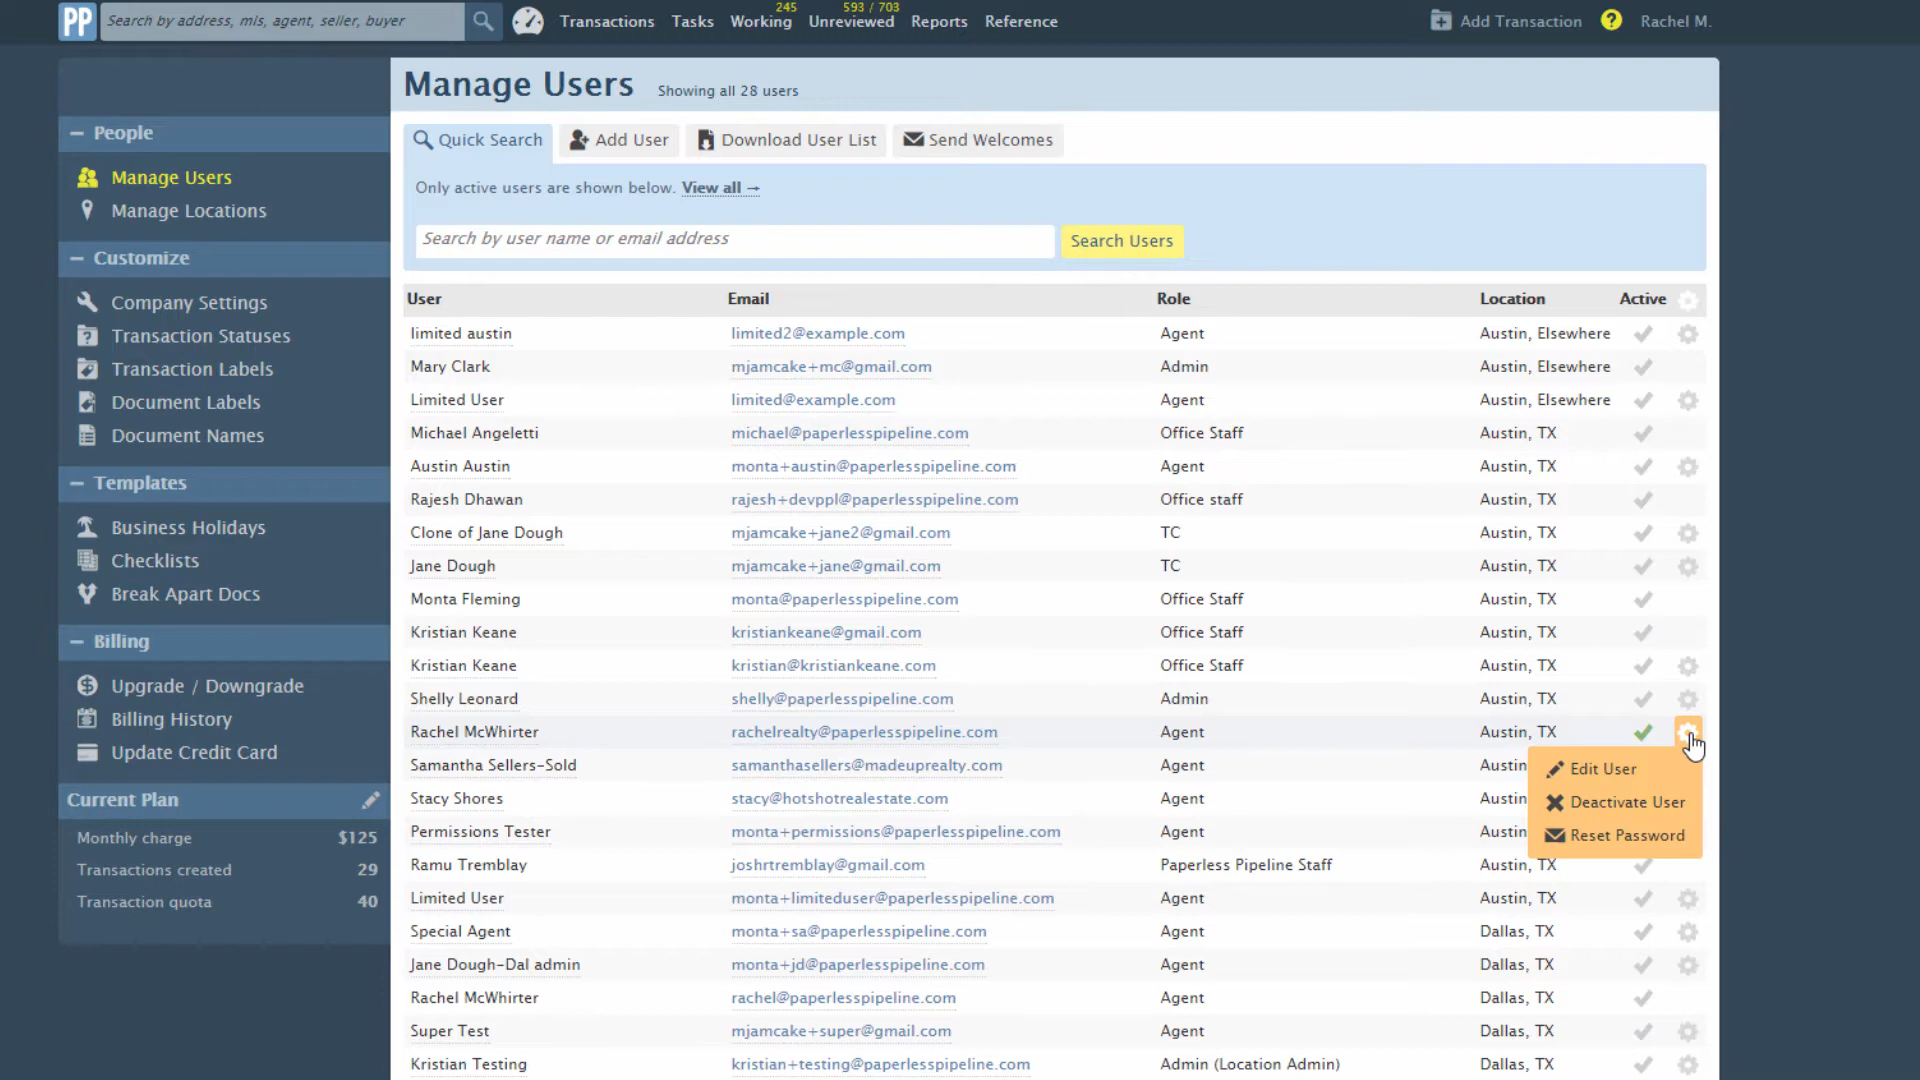 PP Search by address, mls, agent, seller, buyer Transactions Tasks Working 245 Unreviewed 593 / 703 Reports Reference Add Transaction ? Rachel M.
Manage Users Showing all 28 users
People
Manage Users
Manage Locations
Customize
Company Settings
Transaction Statuses
Transaction Labels
Document Labels
Document Names
Templates
Business Holidays
Checklists
Break Apart Docs
Billing
Upgrade / Downgrade
Billing History
Update Credit Card
Current Plan
Monthly charge $125
Transactions created 29
Transaction quota 40
Quick Search Add User Download User List Send Welcomes
Only active users are shown below. View all →
Search by user name or email address Search Users
User Email Role Location Active
limited austin limited2@example.com Agent Austin, Elsewhere
Mary Clark mjamcake+mc@gmail.com Admin Austin, Elsewhere
Limited User limited@example.com Agent Austin, Elsewhere
Michael Angeletti michael@paperlesspipeline.com Office Staff Austin, TX
Austin Austin monta+austin@paperlesspipeline.com Agent Austin, TX
Rajesh Dhawan rajesh+devppl@paperlesspipeline.com Office staff Austin, TX
Clone of Jane Dough mjamcake+jane2@gmail.com TC Austin, TX
Jane Dough mjamcake+jane@gmail.com TC Austin, TX
Monta Fleming monta@paperlesspipeline.com Office Staff Austin, TX
Kristian Keane kristiankeane@gmail.com Office Staff Austin, TX
Kristian Keane kristian@kristiankeane.com Office Staff Austin, TX
Shelly Leonard shelly@paperlesspipeline.com Admin Austin, TX
Rachel McWhirter rachelrealty@paperlesspipeline.com Agent Austin, TX
Samantha Sellers-Sold samanthasellers@madeuprealty.com Agent Austin
Stacy Shores stacy@hotshotrealestate.com Agent Austin
Permissions Tester monta+permissions@paperlesspipeline.com Agent Austin
Edit User
Deactivate User
Reset Password
Ramu Tremblay joshrtremblay@gmail.com Paperless Pipeline Staff Austin, TX
Limited User monta+limiteduser@paperlesspipeline.com Agent Austin, TX
Special Agent monta+sa@paperlesspipeline.com Agent Dallas, TX
Jane Dough-Dal admin monta+jd@paperlesspipeline.com Agent Dallas, TX
Rachel McWhirter rachel@paperlesspipeline.com Agent Dallas, TX
Super Test mjamcake+super@gmail.com Agent Dallas, TX
Kristian Testing kristian+testing@paperlesspipeline.com Admin (Location Admin) Dallas, TX